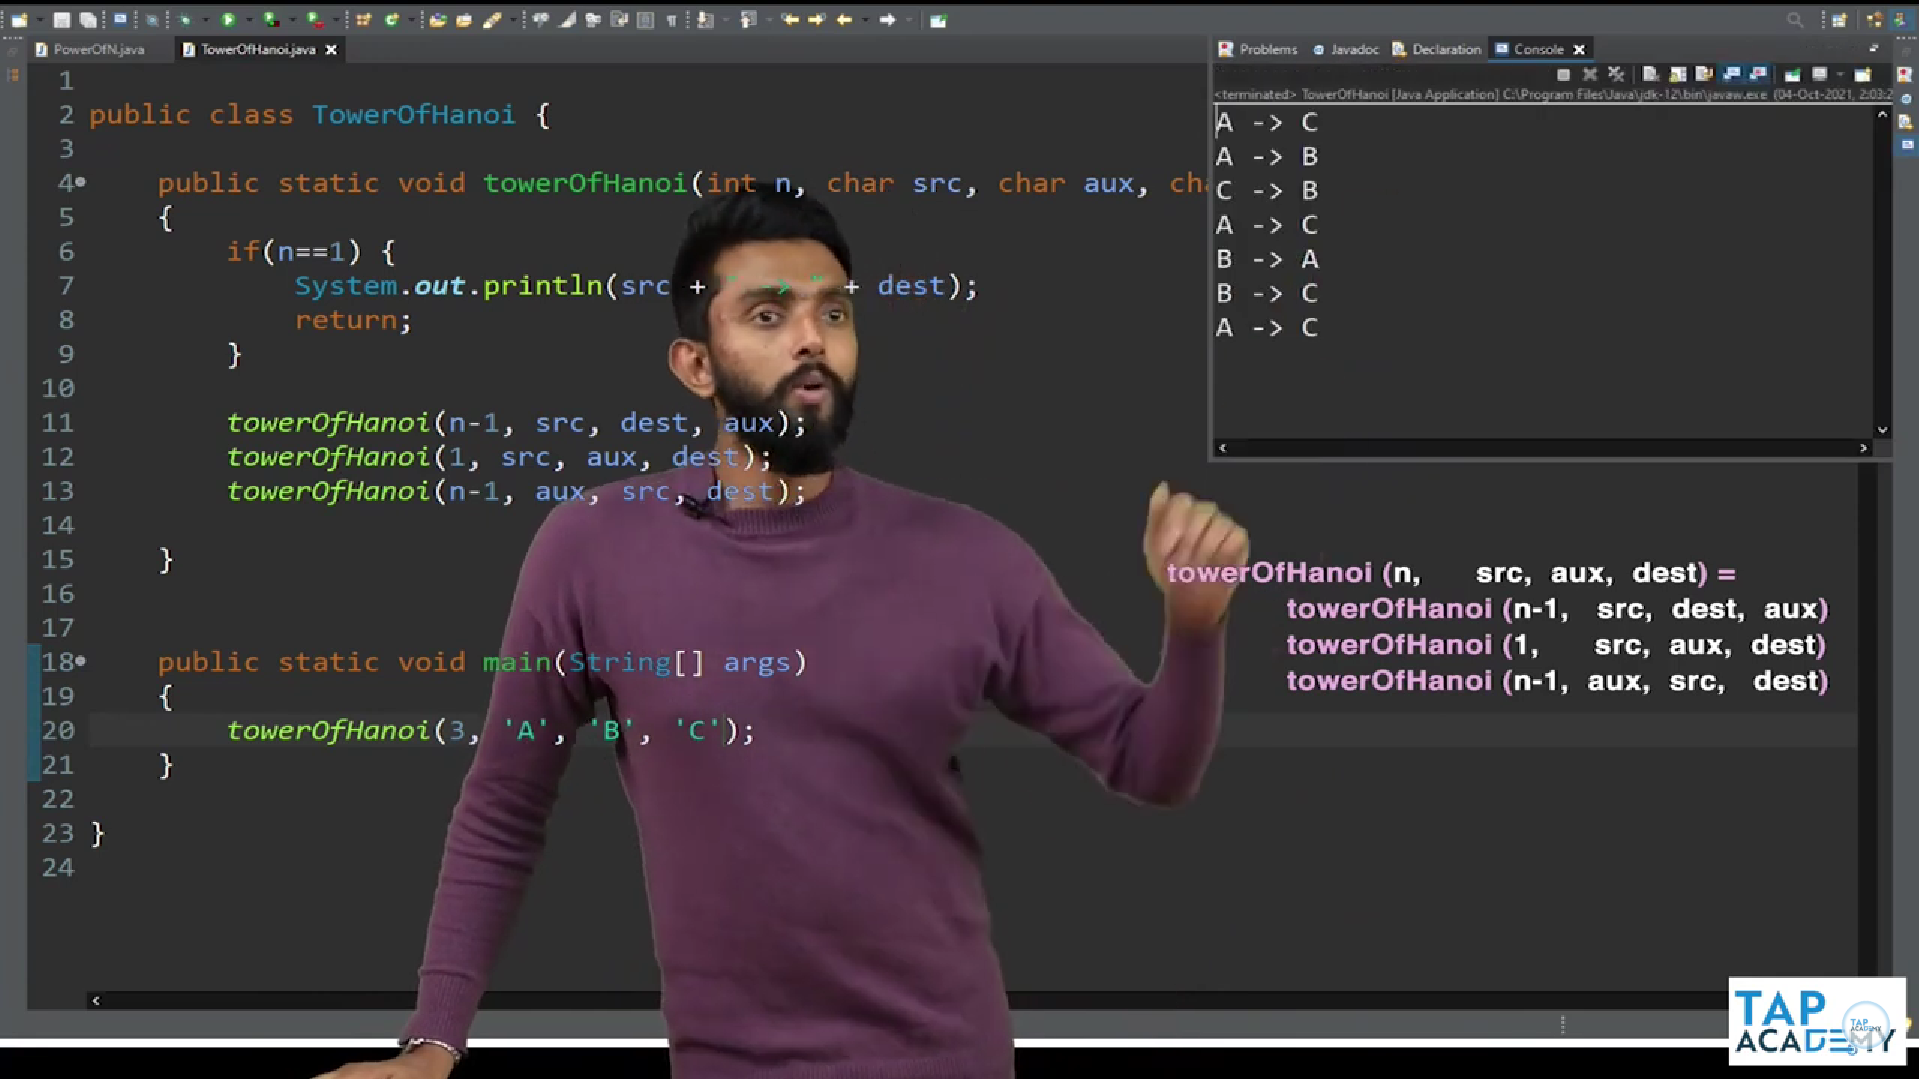 PowerOfN.java
TowerOfHanoi.java
Problems
Javadoc
Declaration
Console
<terminated> TowerOfHanoi [Java Application] C:\Program Files\Java\jdk-12\bin\javaw.exe (04-Oct-2021, 2:03:2
1
2 public class TowerOfHanoi {
3
4 public static void towerOfHanoi(int n, char src, char aux, cha
5 {
6 if(n==1) {
7 System.out.println(src + " -> " + dest);
8 return;
9 }
10
11 towerOfHanoi(n-1, src, dest, aux);
12 towerOfHanoi(1, src, aux, dest);
13 towerOfHanoi(n-1, aux, src, dest);
14
15 }
16
17
18 public static void main(String[] args)
19 {
20 towerOfHanoi(3, 'A', 'B', 'C');
21 }
22
23 }
24
A -> C
A -> B
C -> B
A -> C
B -> A
B -> C
A -> C
towerOfHanoi (n, src, aux, dest) =
towerOfHanoi (n-1, src, dest, aux)
towerOfHanoi (1, src, aux, dest)
towerOfHanoi (n-1, aux, src, dest)
TAP
ACADEMY
TAP
ACADEMY